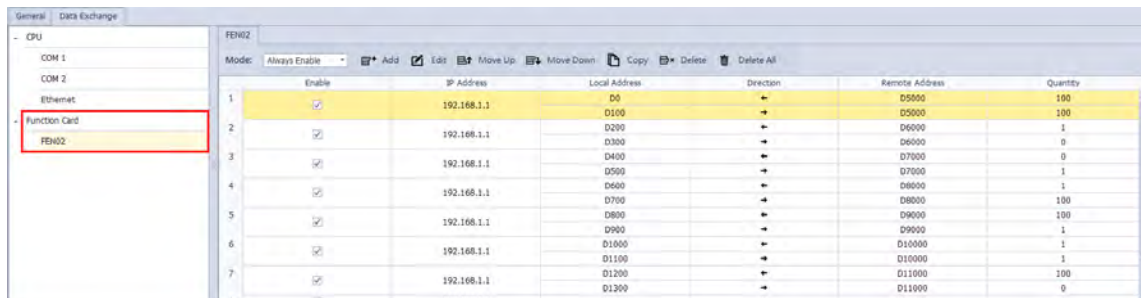 General Data Exchange
- CPU
COM 1
COM 2
Ethernet
- Function Card
FEN02
FEN02
Mode: Always Enable Add Edit Move Up Move Down Copy Delete Delete All
Enable IP Address Local Address Direction Remote Address Quantity
1 192.168.1.1 D0 ← D5000 100
D100 → D5000 100
2 192.168.1.1 D200 ← D6000 1
D300 → D6000 0
3 192.168.1.1 D400 ← D7000 0
D500 → D7000 1
4 192.168.1.1 D600 ← D8000 1
D700 → D8000 100
5 192.168.1.1 D800 ← D9000 100
D900 → D9000 1
6 192.168.1.1 D1000 ← D10000 1
D1100 → D10000 1
7 192.168.1.1 D1200 ← D11000 100
D1300 → D11000 0